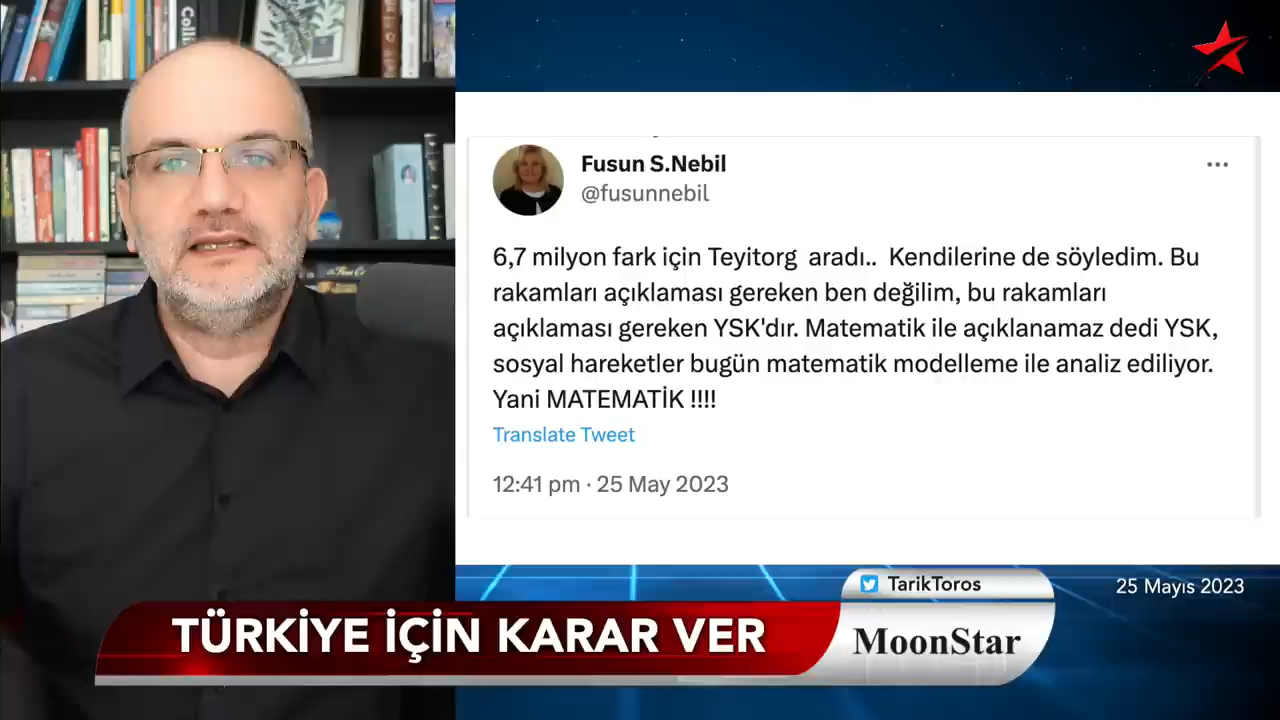 Colli
Fusun S.Nebil
@fusunnebil
6,7 milyon fark için Teyitorg aradı.. Kendilerine de söyledim. Bu
rakamları açıklaması gereken ben değilim, bu rakamları
açıklaması gereken YSK'dır. Matematik ile açıklanamaz dedi YSK,
sosyal hareketler bugün matematik modelleme ile analiz ediliyor.
Yani MATEMATİK !!!!
Translate Tweet
12:41 pm · 25 May 2023
TarikToros
25 Mayıs 2023
TÜRKİYE İÇİN KARAR VER
MoonStar